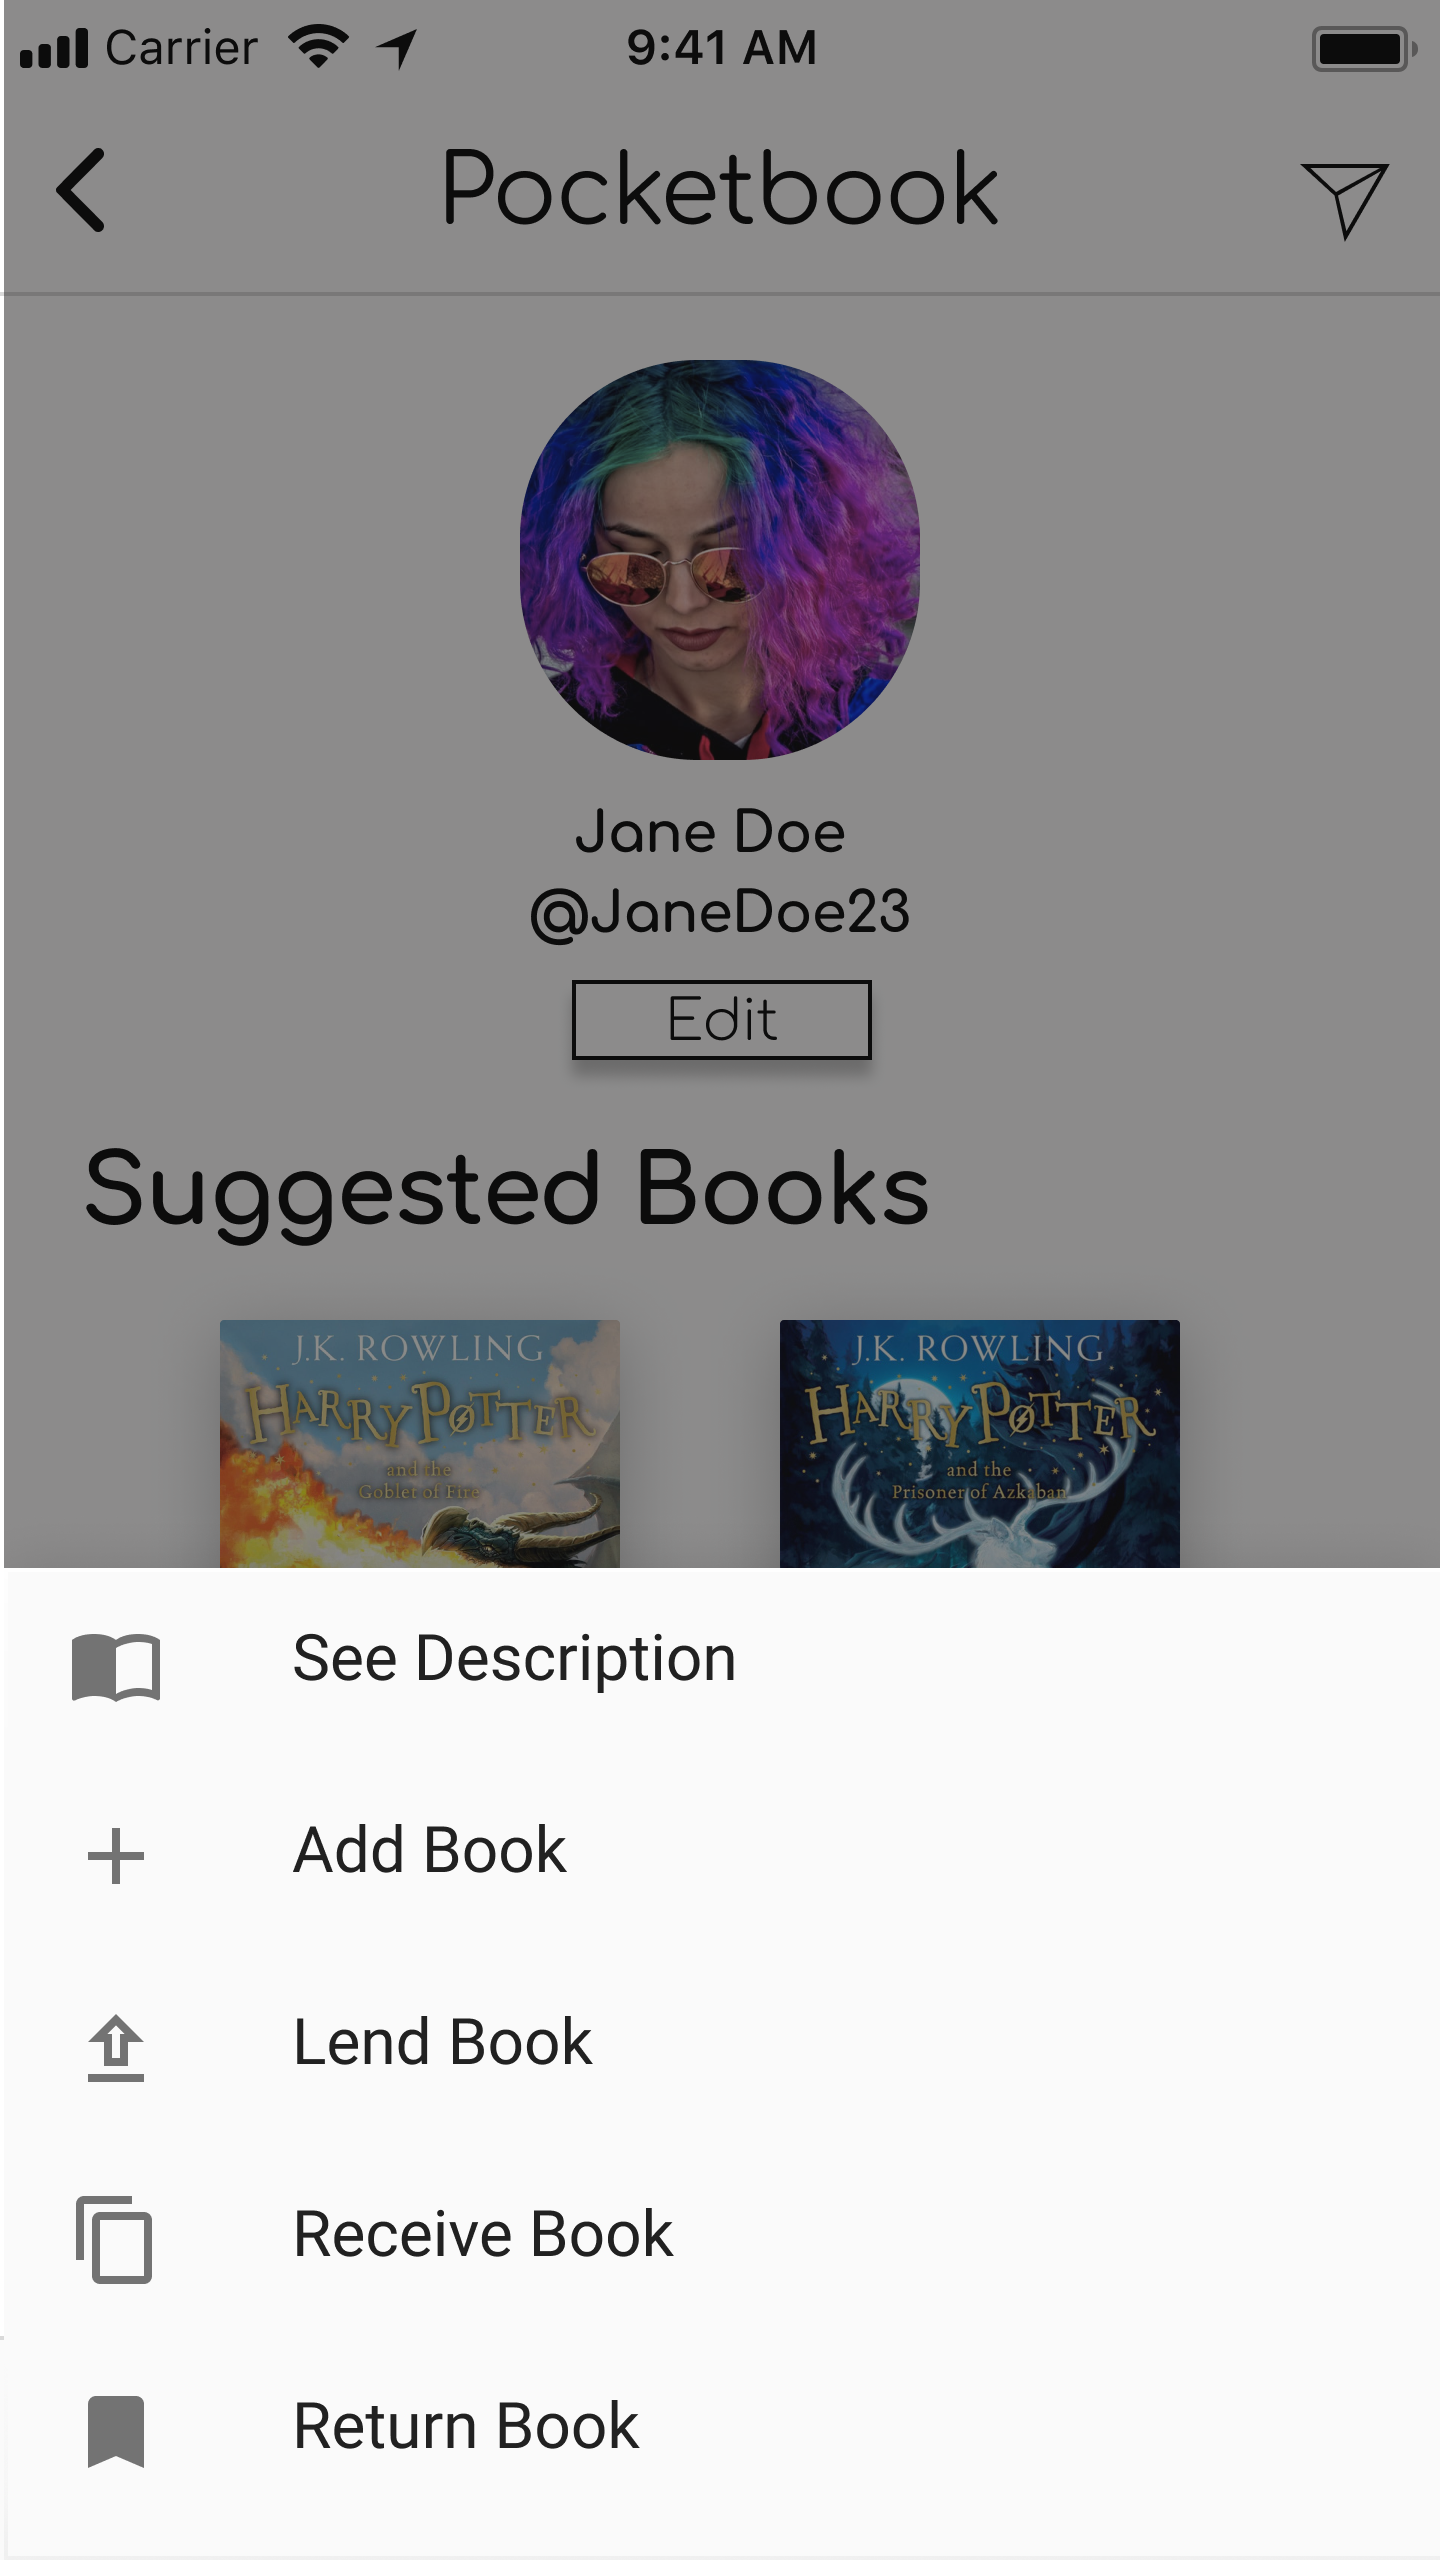 Carrier 9:41 AM
Pocketbook
Jane Doe
@JaneDoe23
Edit
Suggested Books
J.K. ROWLING
HARRY POTTER
and the
Goblet of Fire
J.K. ROWLING
HARRY POTTER
and the
Prisoner of Azkaban
See Description
Add Book
Lend Book
Receive Book
Return Book